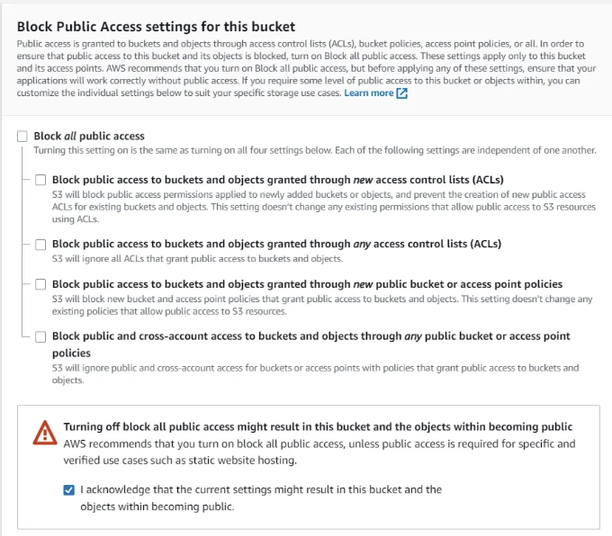 Block Public Access settings for this bucket
Public access is granted to buckets and objects through access control lists (ACLs), bucket policies, access point policies, or all. In order to
ensure that public access to this bucket and its objects is blocked, turn on Block all public access. These settings apply only to this bucket
and its access points. AWS recommends that you turn on Block all public access, but before applying any of these settings, ensure that your
applications will work correctly without public access. If you require some level of public access to this bucket or objects within, you can
customize the individual settings below to suit your specific storage use cases. Learn more
Block all public access
Turning this setting on is the same as turning on all four settings below. Each of the following settings are independent of one another.
Block public access to buckets and objects granted through new access control lists (ACLs)
S3 will block public access permissions applied to newly added buckets or objects, and prevent the creation of new public access
ACLs for existing buckets and objects. This setting doesn't change any existing permissions that allow public access to S3 resources
using ACLs.
Block public access to buckets and objects granted through any access control lists (ACLs)
S3 will ignore all ACLs that grant public access to buckets and objects.
Block public access to buckets and objects granted through new public bucket or access point policies
S3 will block new bucket and access point policies that grant public access to buckets and objects. This setting doesn't change any
existing policies that allow public access to S3 resources.
Block public and cross-account access to buckets and objects through any public bucket or access point
policies
S3 will ignore public and cross-account access for buckets or access points with policies that grant public access to buckets and
objects.
Turning off block all public access might result in this bucket and the objects within becoming public
AWS recommends that you turn on block all public access, unless public access is required for specific and
verified use cases such as static website hosting.
I acknowledge that the current settings might result in this bucket and the
objects within becoming public.